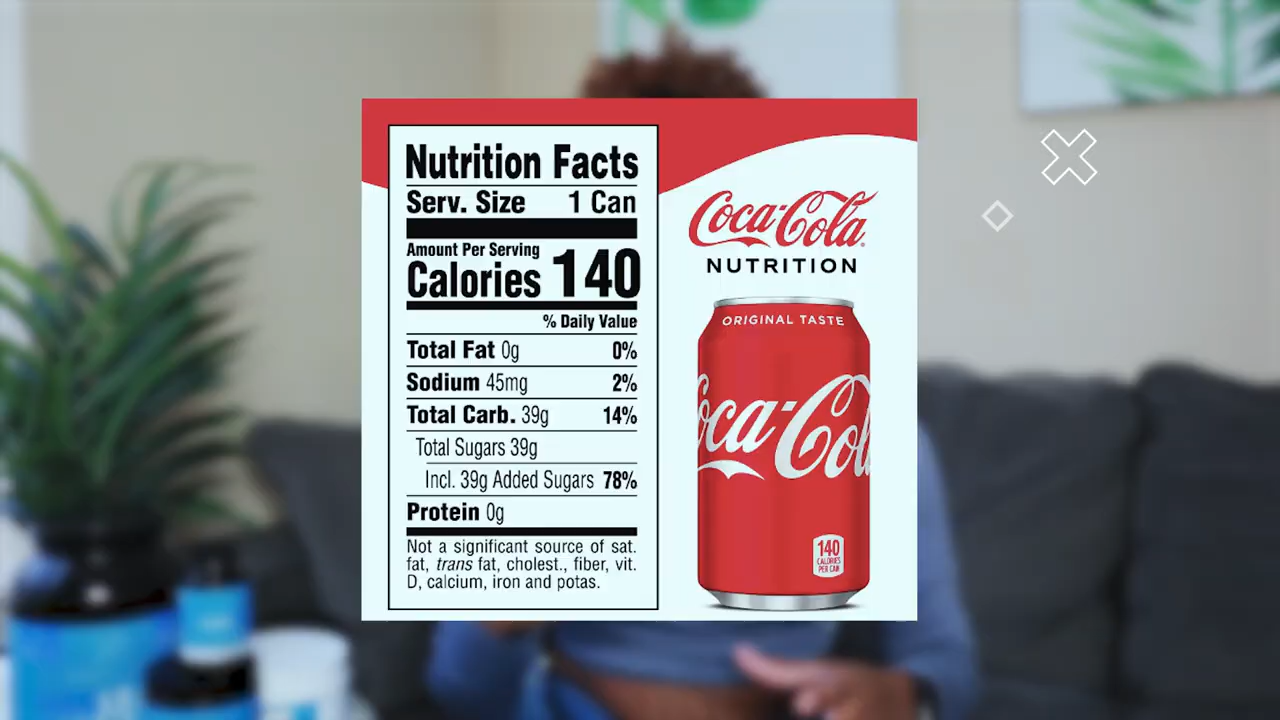 Nutrition Facts
Serv. Size 1 Can
Amount Per Serving
Calories 140
% Daily Value
Total Fat 0g 0%
Sodium 45mg 2%
Total Carb. 39g 14%
Total Sugars 39g
Incl. 39g Added Sugars 78%
Protein 0g
Not a significant source of sat.
fat, trans fat, cholest., fiber, vit.
D, calcium, iron and potas.
Coca-Cola
NUTRITION
ORIGINAL TASTE
Coca-Cola
140
CALORIES
PER CAN